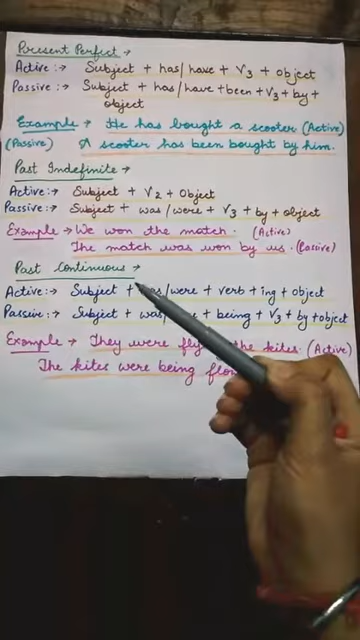 Present Perfect →
Active :→ Subject + has/have + V3 + object
Passive :→ Subject + has/have + been + V3 + by +
object
Example :→ He has bought a scooter (Active)
(Passive) A scooter has been bought by him.
Past Indefinite :→
Active :→ Subject + V2 + Object
Passive :→ Subject + was/were + V3 + by + object
Example → We won the match. (Active)
The match was won by us. (Passive)
Past Continuous →
Active :→ Subject + was/were + verb + ing + object
Passive :→ Subject + + being + V3 + by + object
Example → They were the kites. (Active)
The kites were being